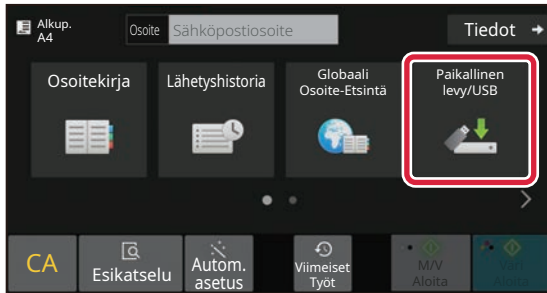 Alkup.
A4
Osoite
Sähköpostiosoite
Tiedot
Osoitekirja
Lähetyshistoria
Globaali
Osoite-Etsintä
Paikallinen
levy/USB
CA
Esikatselu
Autom.
asetus
Viimeiset
Työt
M/V
Aloita
Väri
Aloita